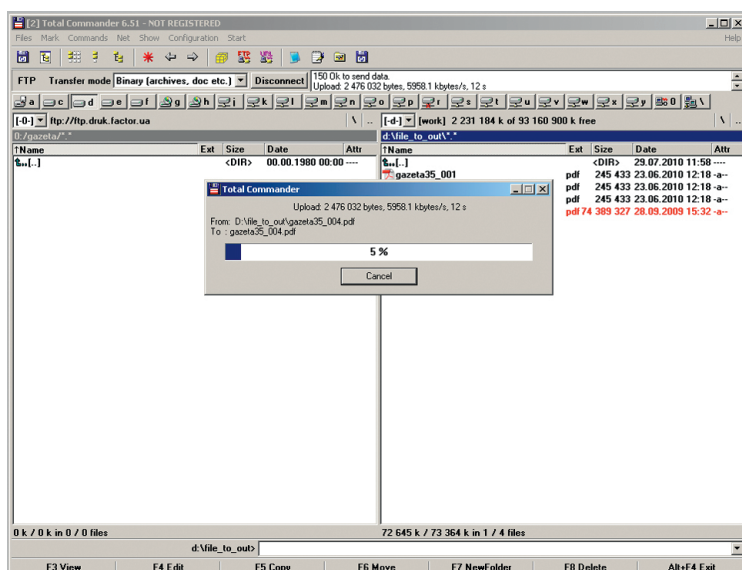 [2] Total Commander 6.51 - NOT REGISTERED
Files Mark Commands Net Show Configuration Start Help
FTP Transfer mode Binary (archives, doc etc.) Disconnect
150 Ok to send data.
Upload: 2 476 032 bytes, 5958.1 kbytes/s, 12 s
a c d e f g h i k l m n o p r s t u v w x y 0 \
[-0-] ftp://ftp.druk.factor.ua \ ..
[-d-] [work] 2 231 184 k of 93 160 900 k free \ ..
0:/gazeta/*.*
d:\file_to_out\*.*
↑Name Ext Size Date Attr
[..] <DIR> 00.00.1980 00:00 ----
↑Name Ext Size Date Attr
[..] <DIR> 29.07.2010 11:58 ----
gazeta35_001 pdf 245 433 23.06.2010 12:18 -a--
pdf 245 433 23.06.2010 12:18 -a--
pdf 245 433 23.06.2010 12:18 -a--
pdf 74 389 327 28.09.2009 15:32 -a--
Total Commander
Upload: 2 476 032 bytes, 5958.1 kbytes/s, 12 s
From: D:\file_to_out\gazeta35_004.pdf
To : gazeta35_004.pdf
5 %
Cancel
0 k / 0 k in 0 / 0 files
72 645 k / 73 364 k in 1 / 4 files
d:\file_to_out>
F3 View F4 Edit F5 Copy F6 Move F7 NewFolder F8 Delete Alt+F4 Exit